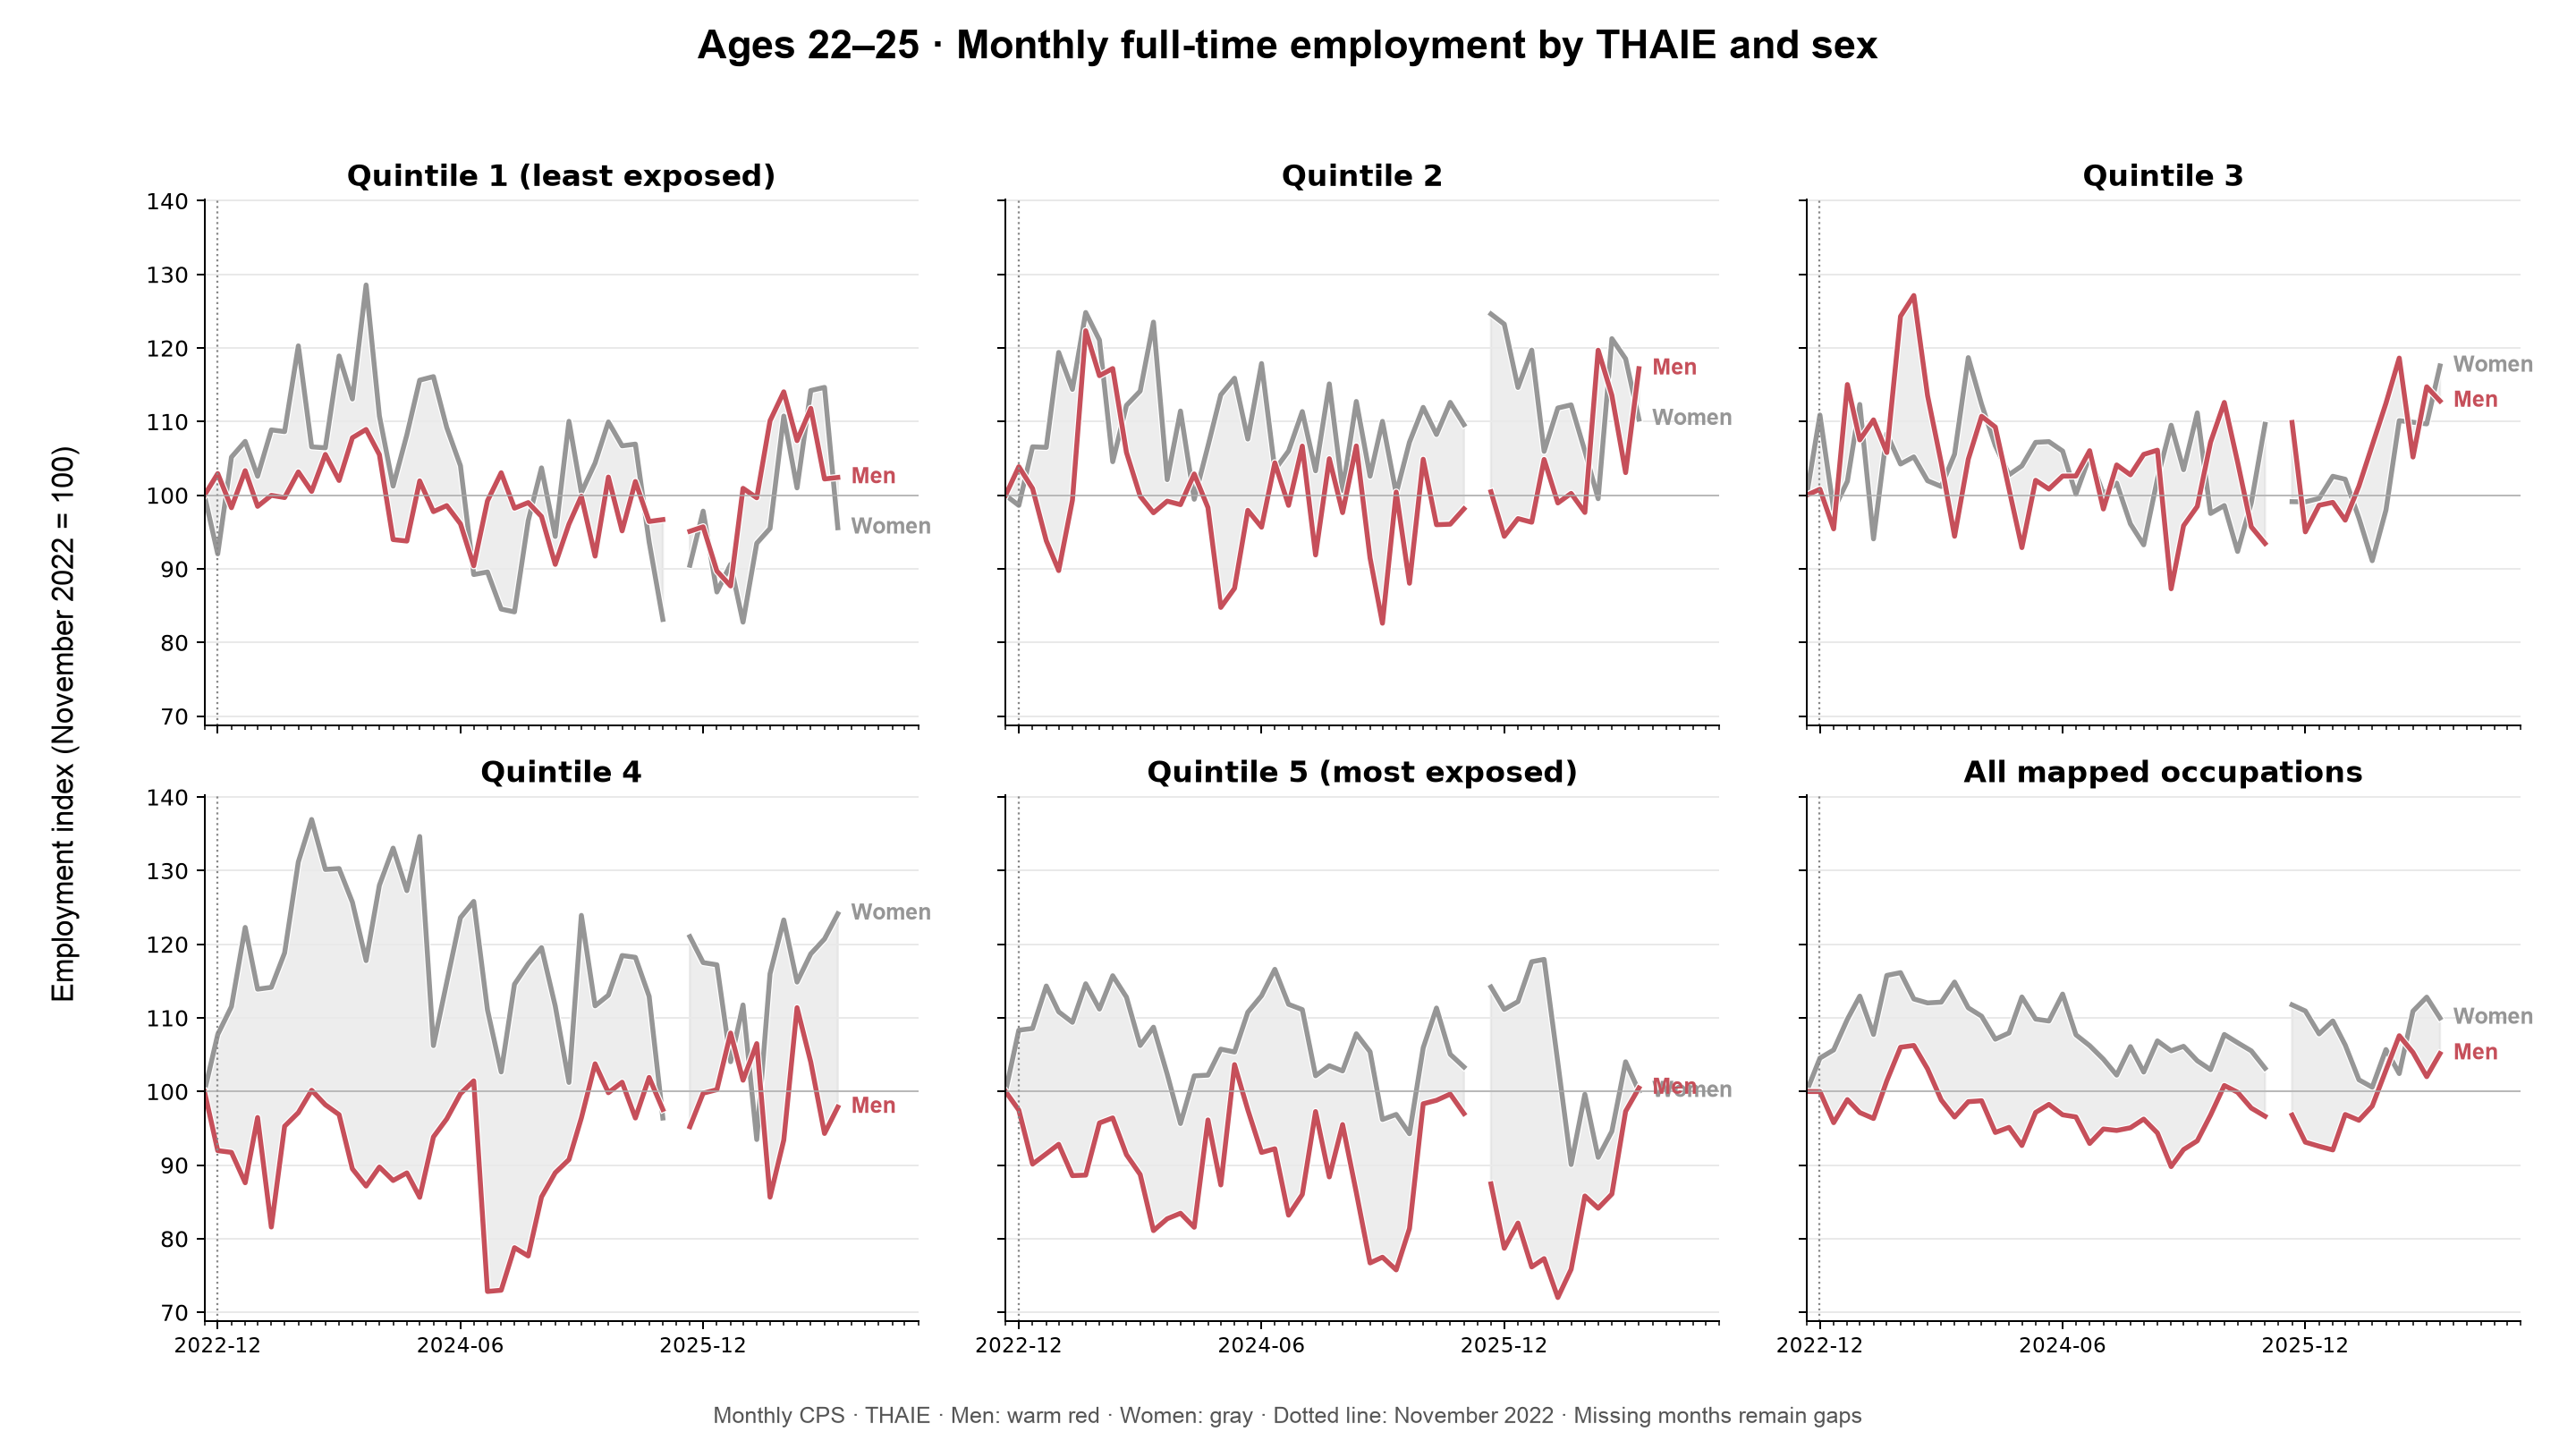 Ages 22–25 · Monthly full-time employment by THAIE and sex
Employment index (November 2022 = 100)
Quintile 1 (least exposed)
140
130
120
110
100
90
80
70
Men
Women
Quintile 2
Men
Women
Quintile 3
Women
Men
Quintile 4
140
130
120
110
100
90
80
70
Women
Men
2022-12
2024-06
2025-12
Quintile 5 (most exposed)
Men
Women
2022-12
2024-06
2025-12
All mapped occupations
Women
Men
2022-12
2024-06
2025-12
Monthly CPS · THAIE · Men: warm red · Women: gray · Dotted line: November 2022 · Missing months remain gaps